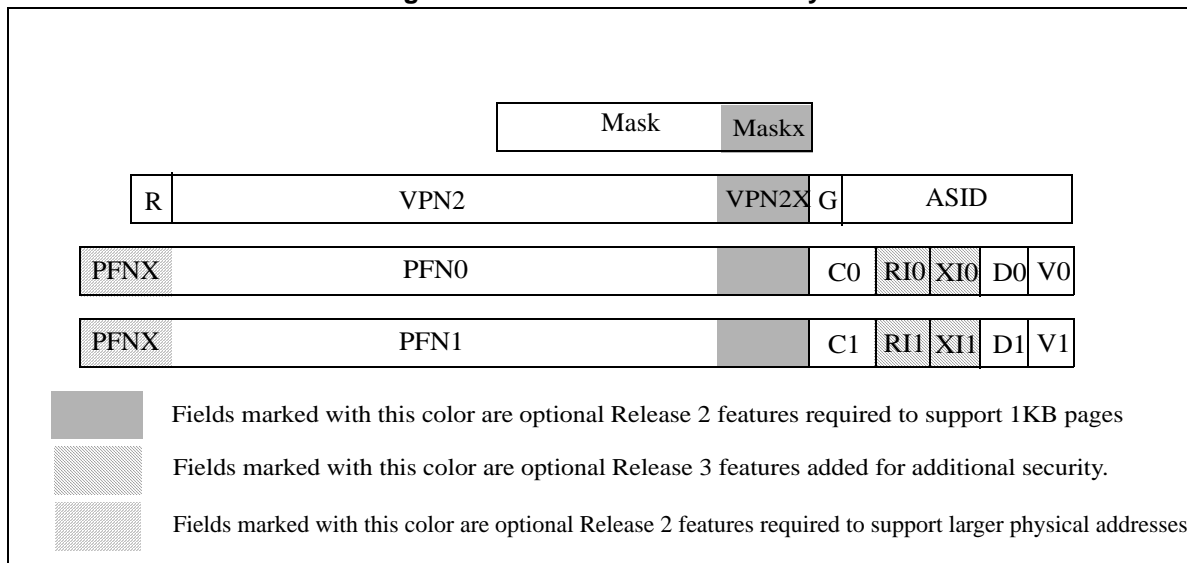 Mask Maskx
R VPN2 VPN2X G ASID
PFNX PFN0 C0 RI0 XI0 D0 V0
PFNX PFN1 C1 RI1 XI1 D1 V1
Fields marked with this color are optional Release 2 features required to support 1KB pages
Fields marked with this color are optional Release 3 features added for additional security.
Fields marked with this color are optional Release 2 features required to support larger physical addresses